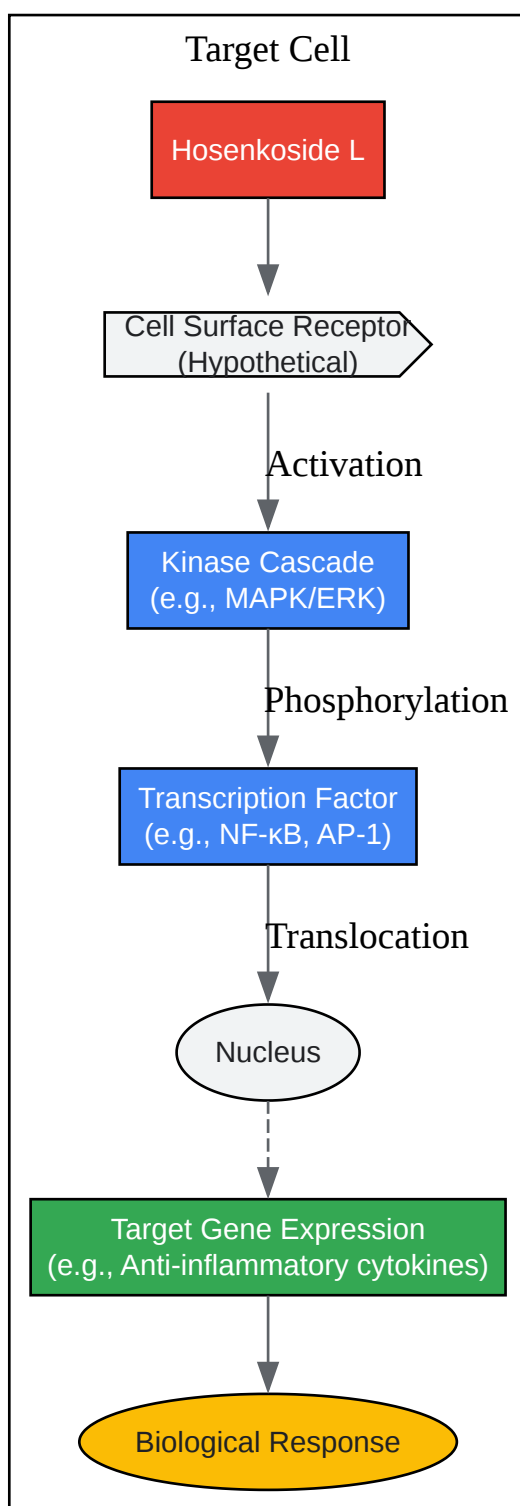 Target Cell
Hosenkoside L
Cell Surface Receptor
(Hypothetical)
Activation
Kinase Cascade
(e.g., MAPK/ERK)
Phosphorylation
Transcription Factor
(e.g., NF-κB, AP-1)
Translocation
Nucleus
Target Gene Expression
(e.g., Anti-inflammatory cytokines)
Biological Response